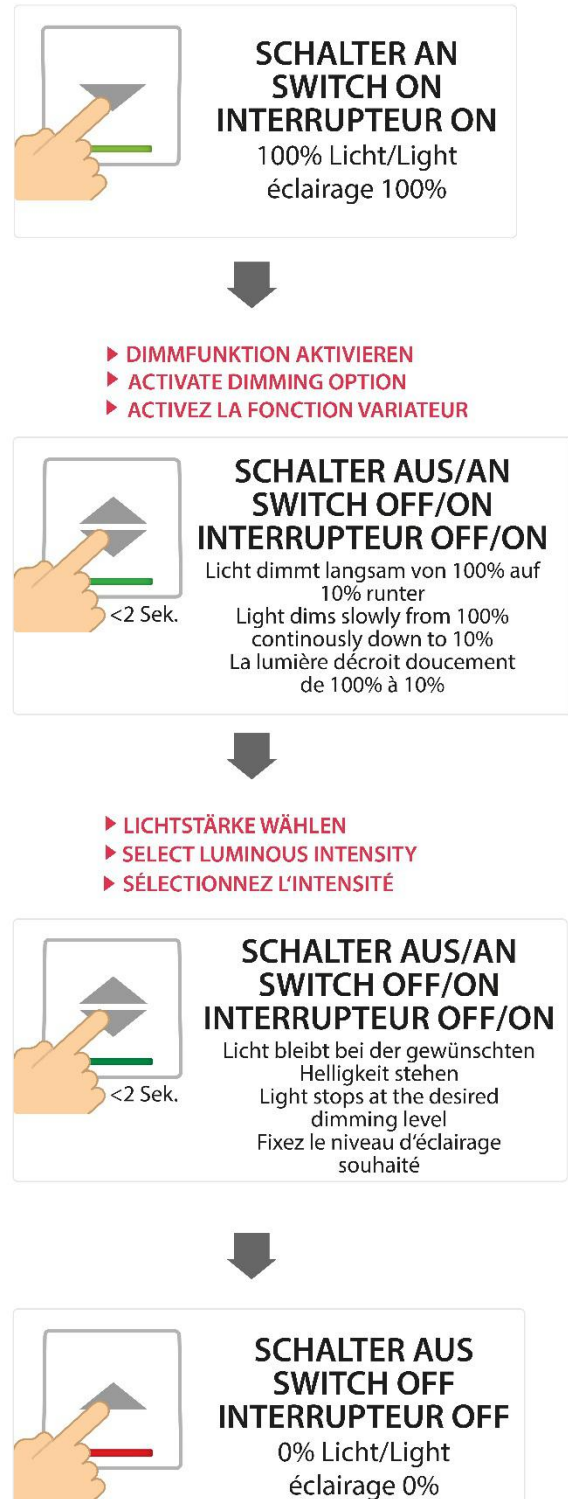 SCHALTER AN
SWITCH ON
INTERRUPTEUR ON
100% Licht/Light
éclairage 100%
▶ DIMMFUNKTION AKTIVIEREN
▶ ACTIVATE DIMMING OPTION
▶ ACTIVEZ LA FONCTION VARIATEUR
SCHALTER AUS/AN
SWITCH OFF/ON
INTERRUPTEUR OFF/ON
Licht dimmt langsam von 100% auf
10% runter
Light dims slowly from 100%
continously down to 10%
La lumière décroit doucement
de 100% à 10%
<2 Sek.
▶ LICHTSTÄRKE WÄHLEN
▶ SELECT LUMINOUS INTENSITY
▶ SÉLECTIONNEZ L‘INTENSITÉ
SCHALTER AUS/AN
SWITCH OFF/ON
INTERRUPTEUR OFF/ON
Licht bleibt bei der gewünschten
Helligkeit stehen
Light stops at the desired
dimming level
Fixez le niveau d‘éclairage
souhaité
<2 Sek.
SCHALTER AUS
SWITCH OFF
INTERRUPTEUR OFF
0% Licht/Light
éclairage 0%